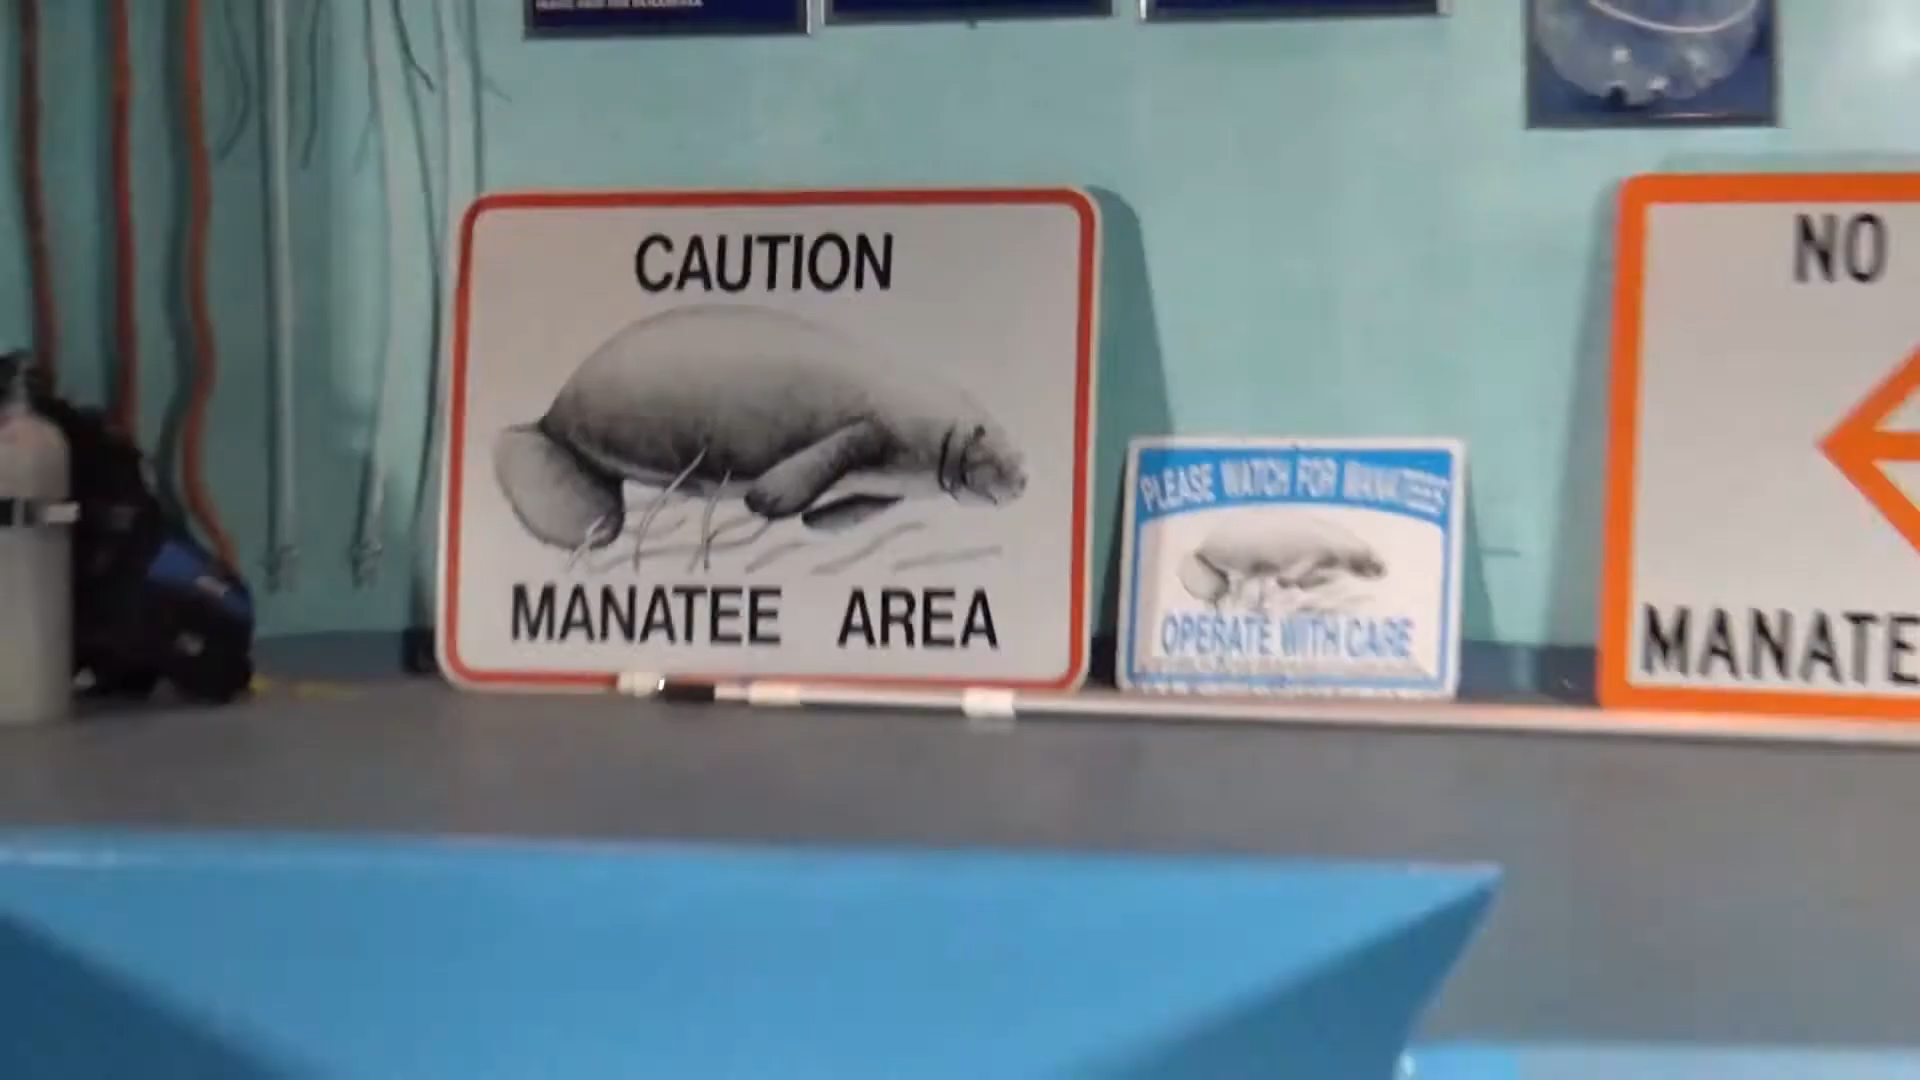 CAUTION
MANATEE AREA
PLEASE WATCH FOR MANATEES
OPERATE WITH CARE
NO
MANATE